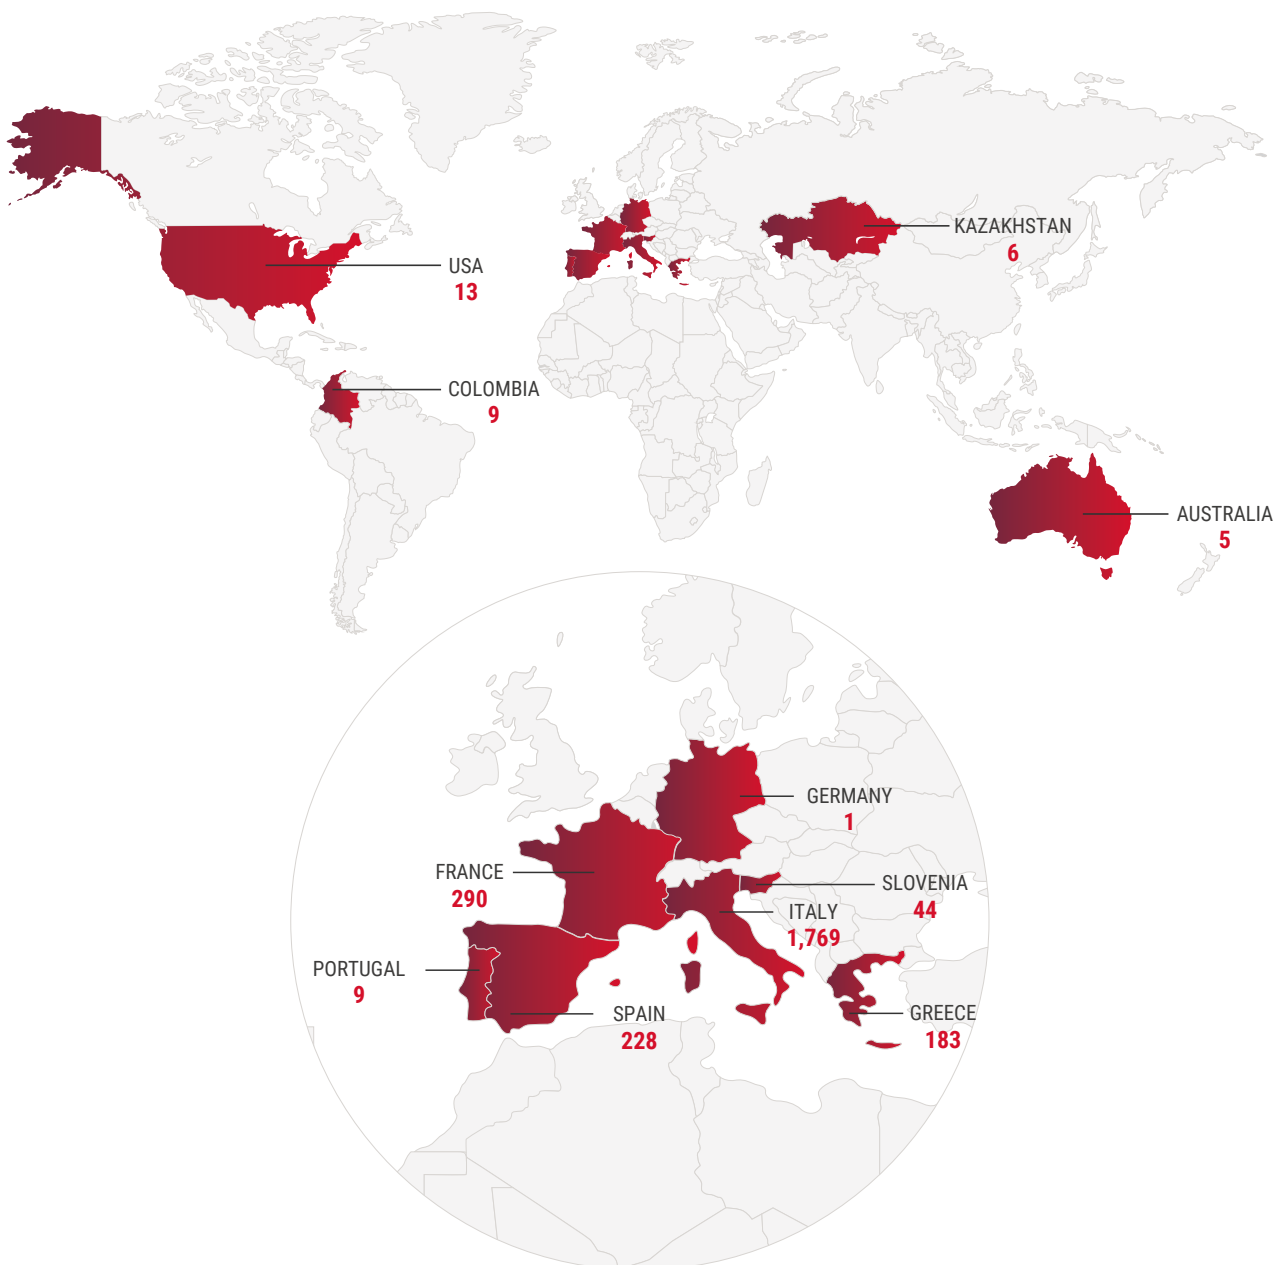 KAZAKHSTAN
6
USA
13
COLOMBIA
9
AUSTRALIA
5
GERMANY
1
FRANCE
290
SLOVENIA
44
ITALY
1,769
PORTUGAL
9
SPAIN
228
GREECE
183